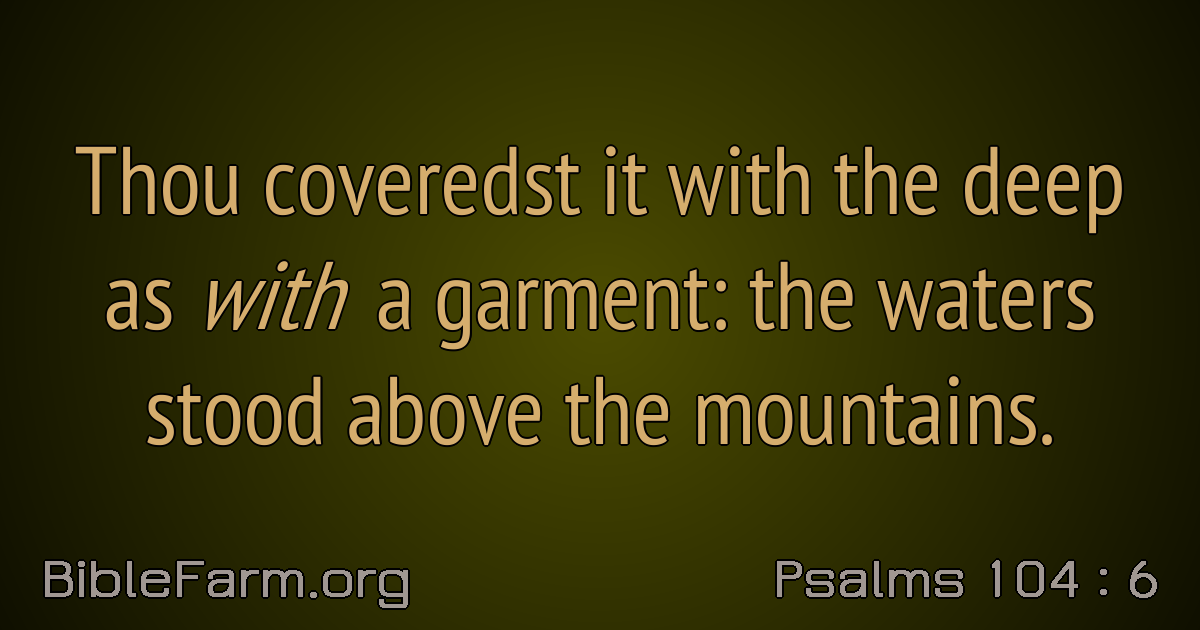 Thou coveredst it with the deep
as with a garment: the waters
stood above the mountains.
BibleFarm.org
Psalms 104 : 6